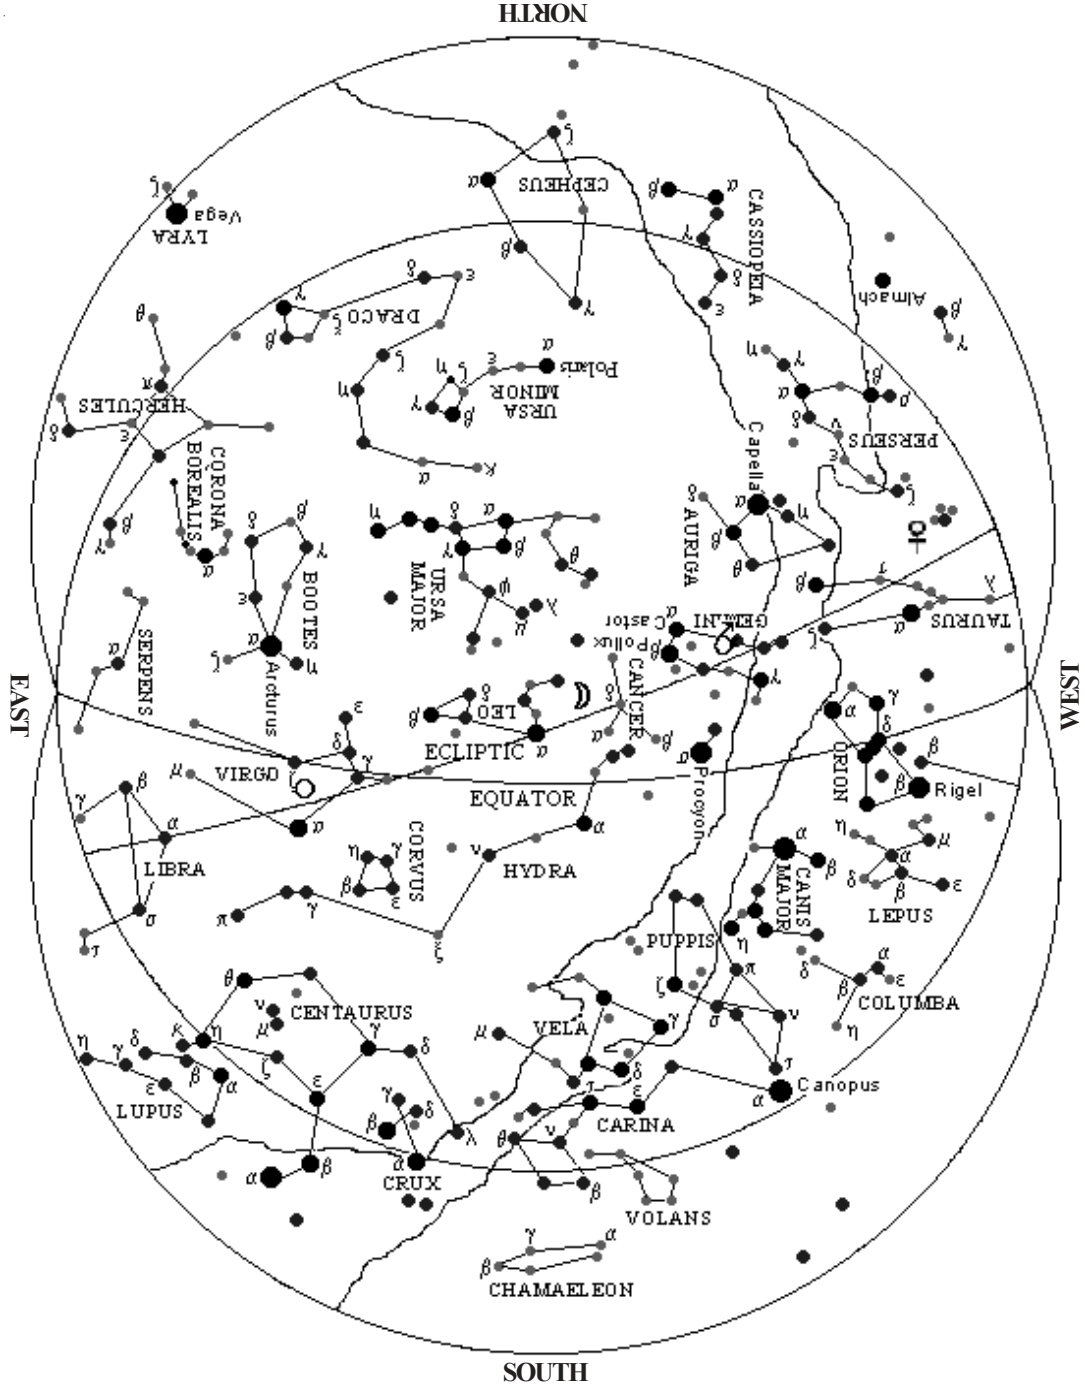 NORTH
ζ
α
CEPHEUS
β
γ
β
α
CASSIOPEIA
γ
δ
ε
ζ
Vega
LYRA
Almach
β
γ
δ
ε
γ
ξ
DRACO
β
ζ
η
α
κ
θ
π
HERCULES
δ
ε
β
γ
α
Polaris
ε
ζ
η
URSA
MINOR
γ
β
η
γ
α
β
ρ
δ
ν
PERSEUS
ε
ζ
CORONA
BOREALIS
α
δ
β
γ
BOOTES
ε
α
ζ
η
Arcturus
η
δ
α
γ
β
θ
URSA
MAJOR
φ
λ
μ
Capella
δ
α
η
β
AURIGA
θ
♀
τ
β
λ
TAURUS
α
ζ
α
Castor
GEMINI
♂
Pollux
β
γ
SERPENS
α
EAST
WEST
CANCER
δ
α
β
☽
δ
LEO
β
α
ECLIPTIC
ε
δ
γ
VIRGO
ζ
μ
α
EQUATOR
α
Procyon
γ
α
δ
ORION
β
β
Rigel
γ
β
α
LIBRA
σ
τ
η
γ
CORVUS
β
ε
ν
HYDRA
α
π
γ
ξ
α
β
CANIS
MAJOR
η
η
μ
α
δ
β
ε
LEPUS
PUPPIS
π
ζ
σ
ν
τ
δ
α
β
ε
COLUMBA
η
θ
ν
CENTAURUS
μ
κ
η
γ
δ
ζ
ε
λ
η
γ
δ
β
α
ε
LUPUS
α
β
γ
δ
β
α
CRUX
μ
VELA
γ
δ
τ
ε
CARINA
θ
ν
β
Canopus
α
VOLANS
γ
α
β
CHAMAELEON
SOUTH